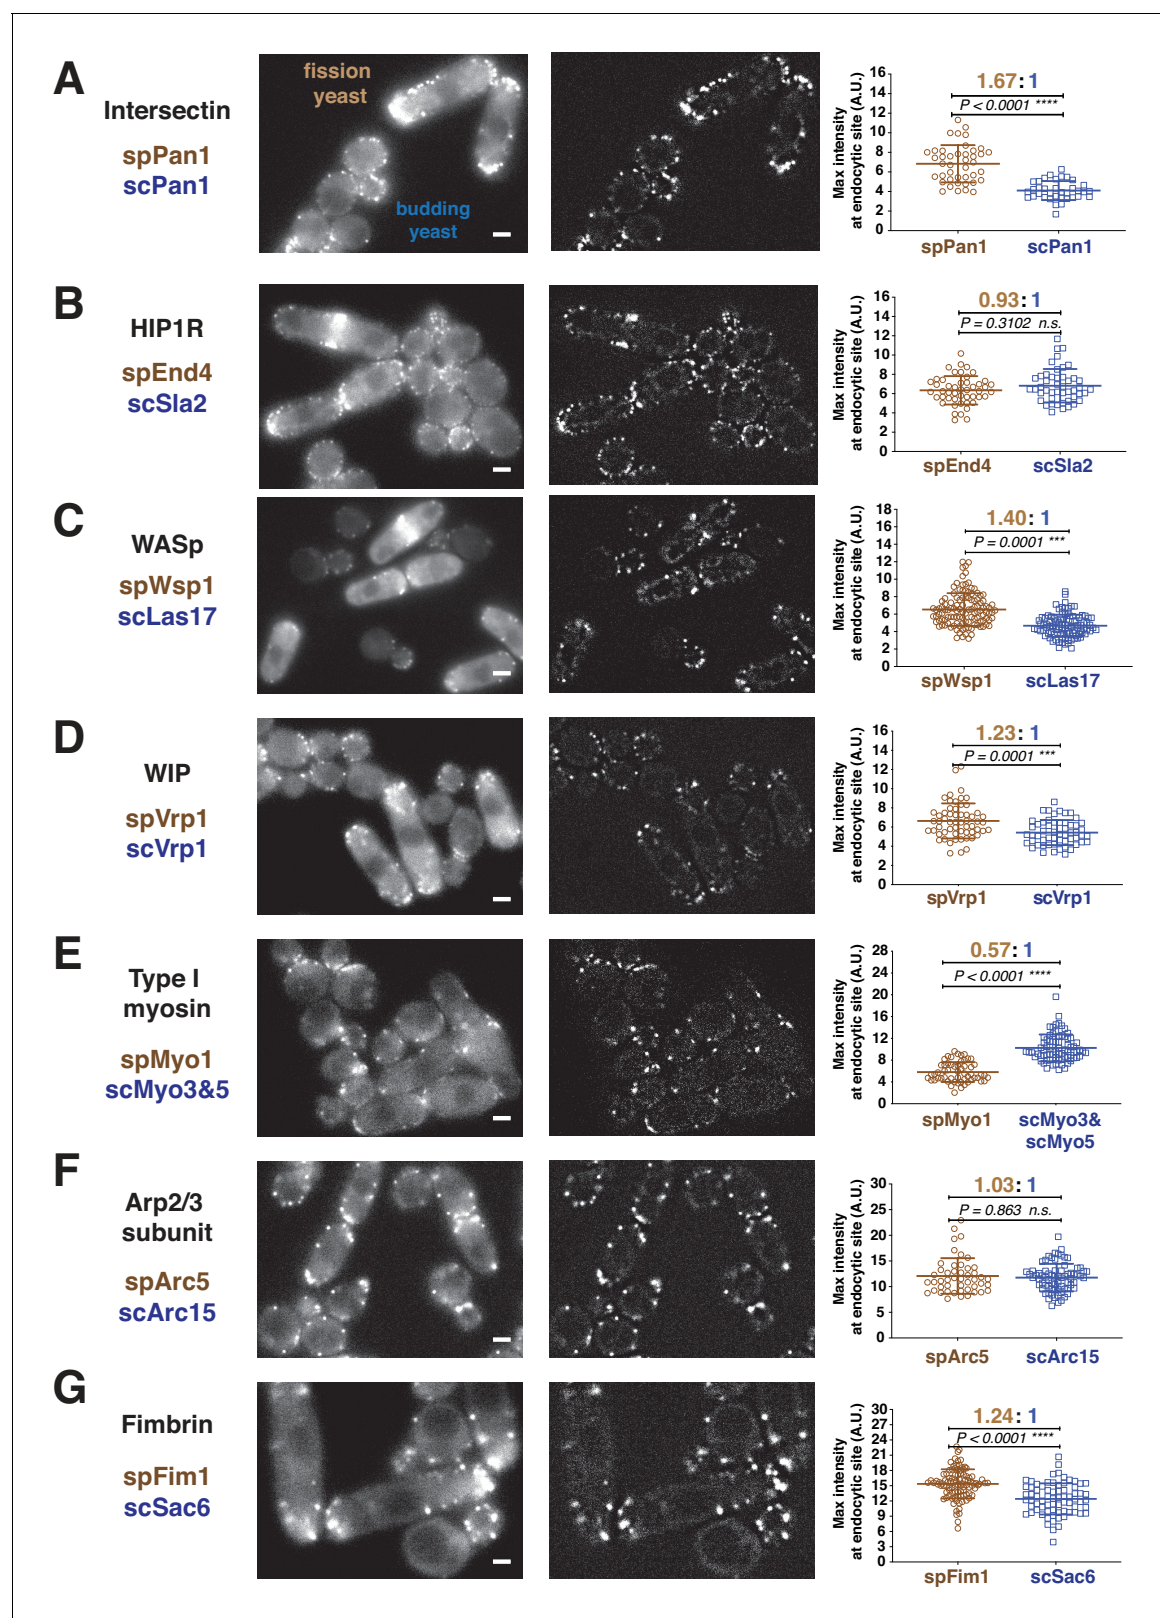 A
Intersectin
spPan1
scPan1
fission
yeast
budding
yeast
Max intensity
at endocytic site (A.U.)
16
14
12
10
8
6
4
2
0
1.67: 1
P < 0.0001 ****
spPan1 scPan1
B
HIP1R
spEnd4
scSla2
Max intensity
at endocytic site (A.U.)
16
14
12
10
8
6
4
2
0
0.93: 1
P = 0.3102 n.s.
spEnd4 scSla2
C
WASp
spWsp1
scLas17
Max intensity
at endocytic site (A.U.)
18
16
14
12
10
8
6
4
2
0
1.40: 1
P = 0.0001 ***
spWsp1 scLas17
D
WIP
spVrp1
scVrp1
Max intensity
at endocytic site (A.U.)
16
14
12
10
8
6
4
2
0
1.23: 1
P = 0.0001 ***
spVrp1 scVrp1
E
Type I
myosin
spMyo1
scMyo3&5
Max intensity
at endocytic site (A.U.)
28
24
20
16
12
8
4
0
0.57: 1
P < 0.0001 ****
spMyo1 scMyo3&
scMyo5
F
Arp2/3
subunit
spArc5
scArc15
Max intensity
at endocytic site (A.U.)
30
25
20
15
10
5
0
1.03: 1
P = 0.863 n.s.
spArc5 scArc15
G
Fimbrin
spFim1
scSac6
Max intensity
at endocytic site (A.U.)
30
27
24
21
18
15
12
9
6
3
0
1.24: 1
P < 0.0001 ****
spFim1 scSac6